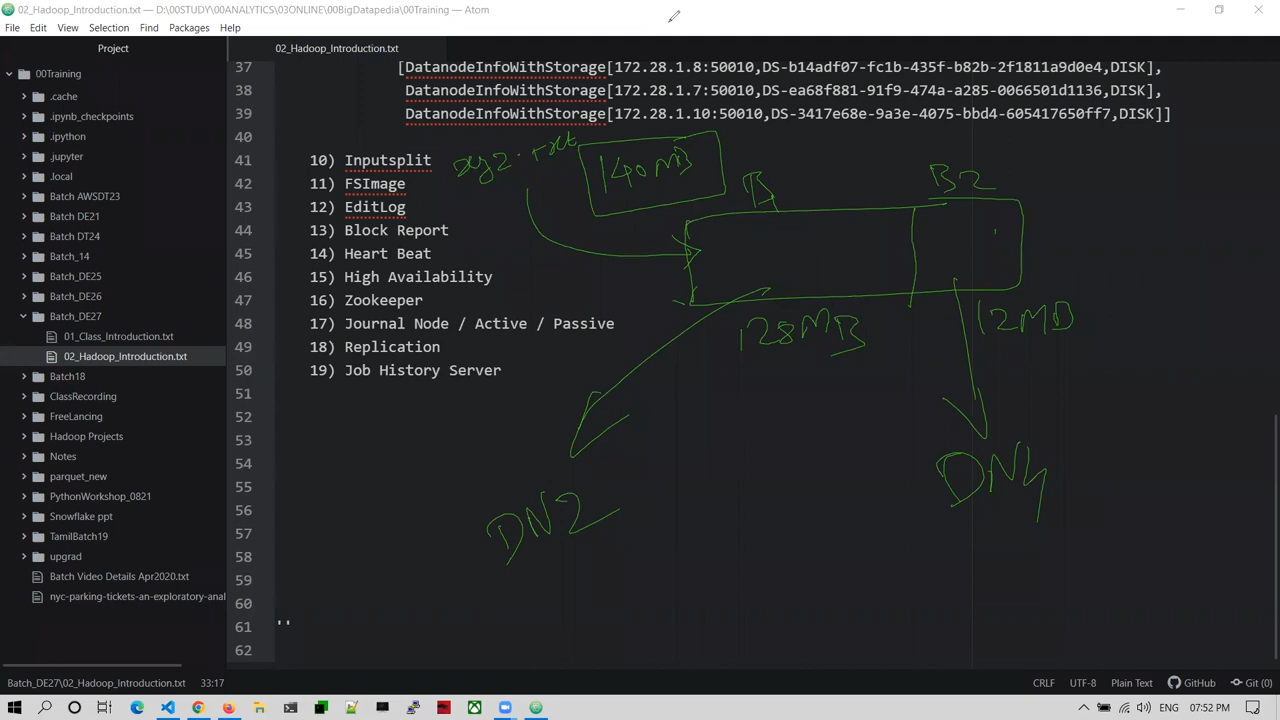 02_Hadoop_Introduction.txt — D:\00STUDY\00ANALYTICS\03ONLINE\00BigDatapedia\00Training — Atom
File Edit View Selection Find Packages Help
Project
00Training
.cache
.ipynb_checkpoints
.ipython
.jupyter
.local
Batch AWSDT23
Batch DE21
Batch DT24
Batch_14
Batch_DE25
Batch_DE26
Batch_DE27
01_Class_Introduction.txt
02_Hadoop_Introduction.txt
Batch18
ClassRecording
FreeLancing
Hadoop Projects
Notes
parquet_new
PythonWorkshop_0821
Snowflake ppt
TamilBatch19
upgrad
Batch Video Details Apr2020.txt
nyc-parking-tickets-an-exploratory-anal
02_Hadoop_Introduction.txt
37 [DatanodeInfoWithStorage[172.28.1.8:50010,DS-b14adf07-fc1b-435f-b82b-2f1811a9d0e4,DISK],
38 DatanodeInfoWithStorage[172.28.1.7:50010,DS-ea68f881-91f9-474a-a285-0066501d1136,DISK],
39 DatanodeInfoWithStorage[172.28.1.10:50010,DS-3417e68e-9a3e-4075-bbd4-605417650ff7,DISK]]
40
41 10) Inputsplit
42 11) FSImage
43 12) EditLog
44 13) Block Report
45 14) Heart Beat
46 15) High Availability
47 16) Zookeeper
48 17) Journal Node / Active / Passive
49 18) Replication
50 19) Job History Server
51
52
53
54
55
56
57
58
59
60
61 ''
62
140MB
B2
128MB
12MB
DN2
DN4
Batch_DE27\02_Hadoop_Introduction.txt 33:17
CRLF UTF-8 Plain Text GitHub Git (0)
ENG 07:52 PM